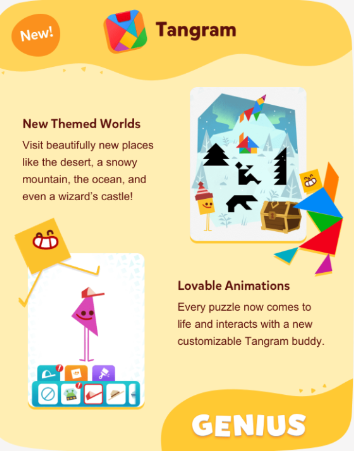 New!
Tangram
New Themed Worlds
Visit beautifully new places
like the desert, a snowy
mountain, the ocean, and
even a wizard's castle!
Lovable Animations
Every puzzle now comes to
life and interacts with a new
customizable Tangram buddy.
GENIUS